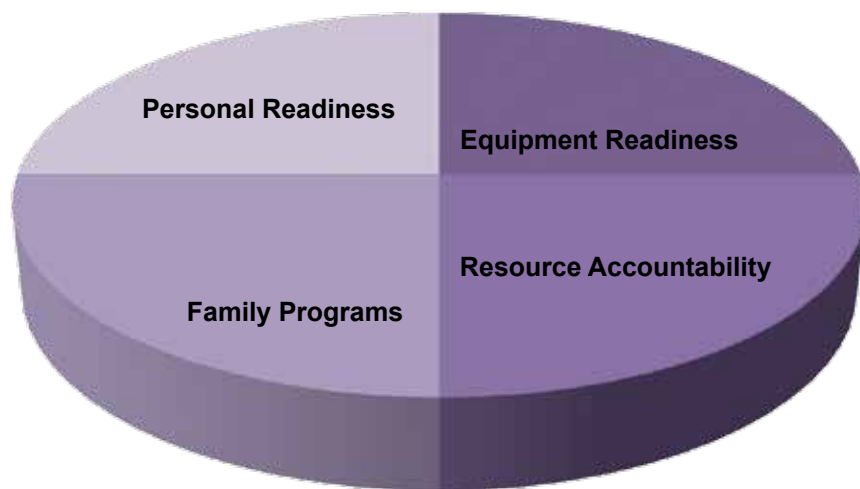 Personal Readiness
Equipment Readiness
Family Programs
Resource Accountability